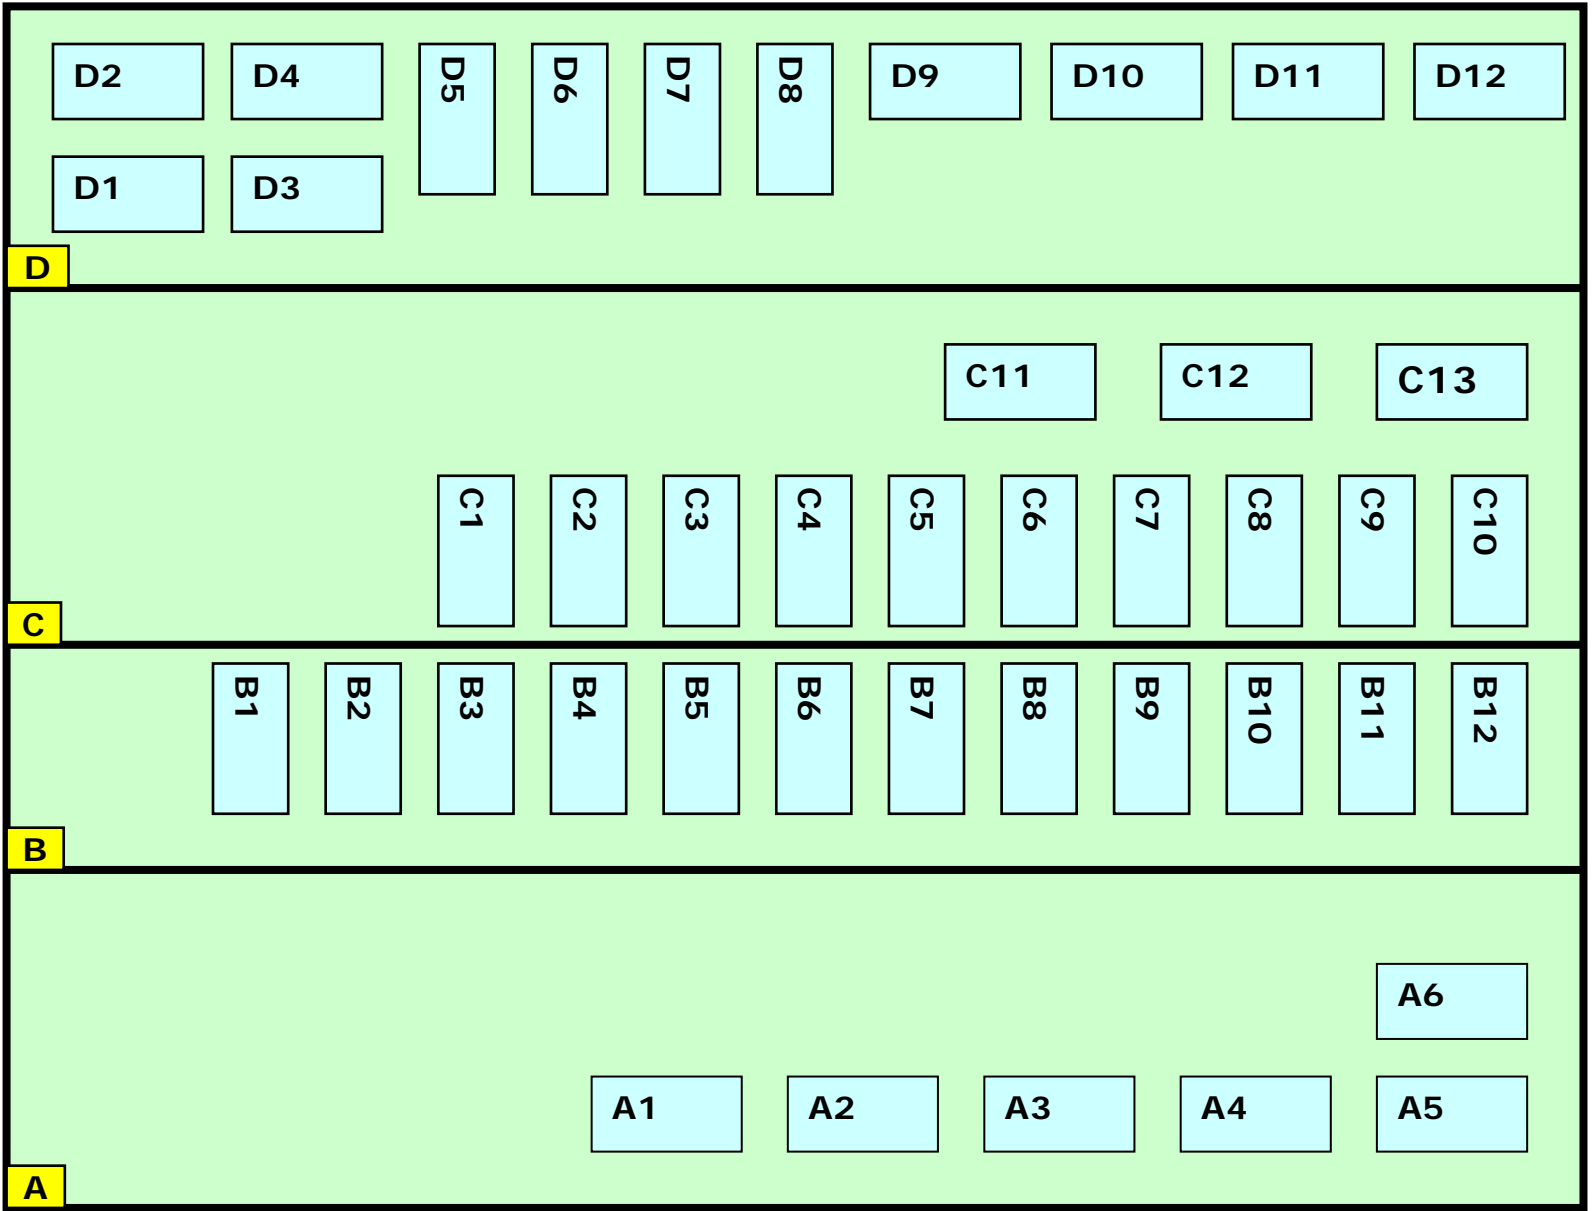 D2 D4 D5 D6 D7 D8 D9 D10 D11 D12
D1 D3
D
C11 C12 C13
C1 C2 C3 C4 C5 C6 C7 C8 C9 C10
C
B1 B2 B3 B4 B5 B6 B7 B8 B9 B10 B11 B12
B
A6
A1 A2 A3 A4 A5
A